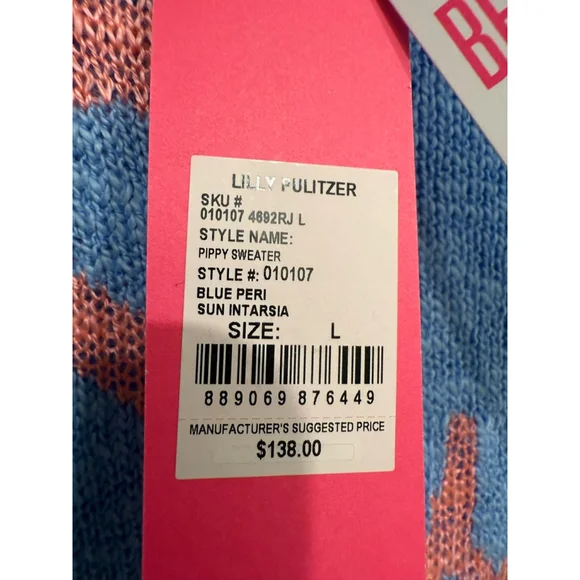 BE
LILLY PULITZER
SKU #
010107 4692RJ L
STYLE NAME:
PIPPY SWEATER
STYLE #: 010107
BLUE PERI
SUN INTARSIA
SIZE: L
889069 876449
MANUFACTURER'S SUGGESTED PRICE
$138.00